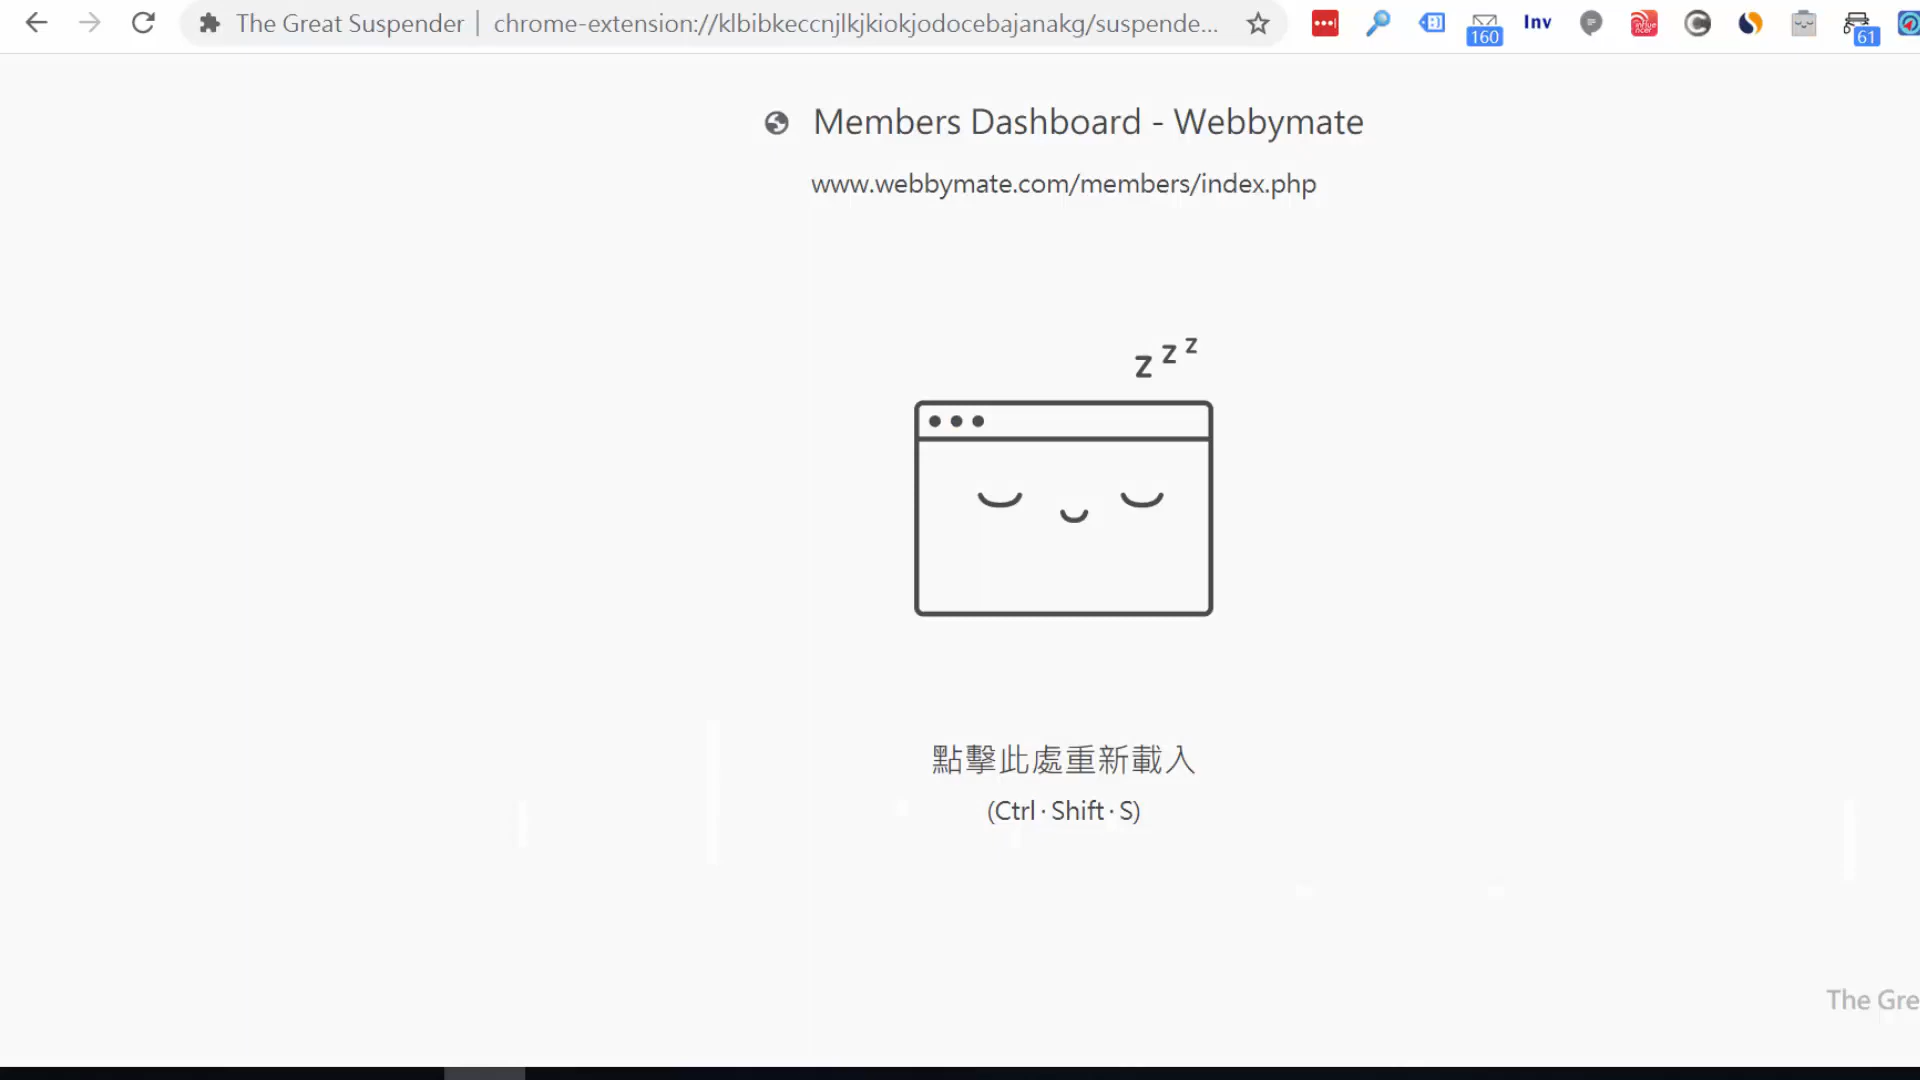 The Great Suspender | chrome-extension://klbibkeccnjlkjkiokjodocebajanakg/suspende...
160
Inv
61
Members Dashboard - Webbymate
www.webbymate.com/members/index.php
z z z
點擊此處重新載入
(Ctrl · Shift · S)
The Gre